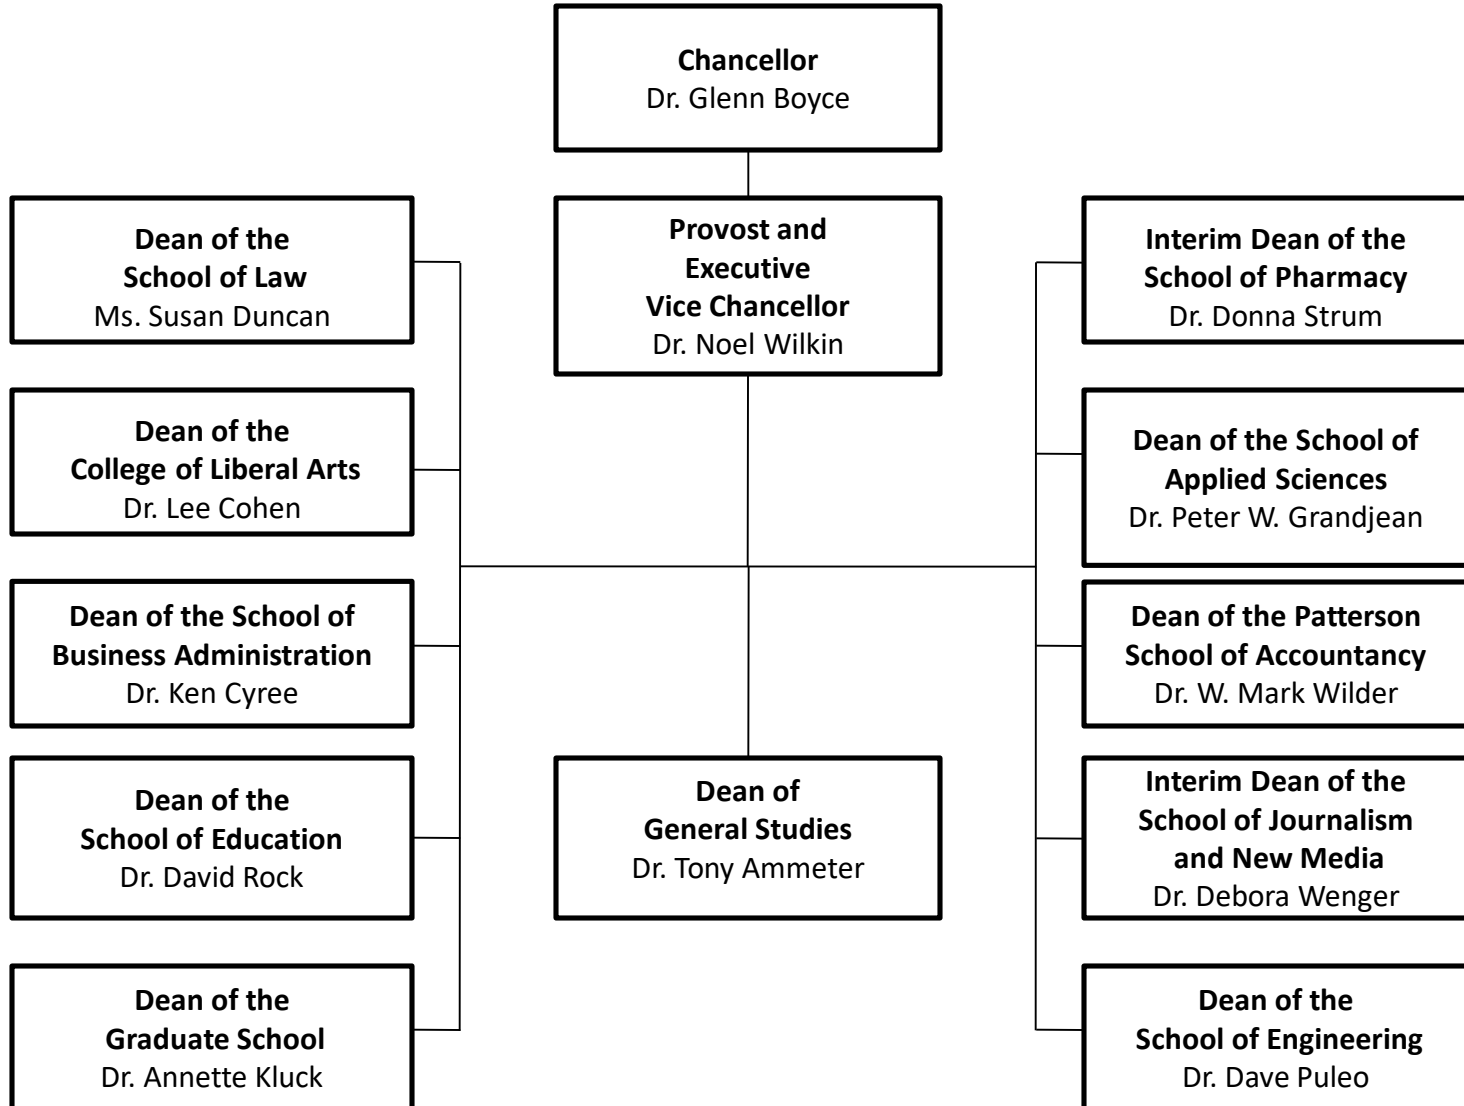 Chancellor
Dr. Glenn Boyce
Provost and
Executive
Vice Chancellor
Dr. Noel Wilkin
Dean of the
School of Law
Ms. Susan Duncan
Dean of the
College of Liberal Arts
Dr. Lee Cohen
Dean of the School of
Business Administration
Dr. Ken Cyree
Dean of the
School of Education
Dr. David Rock
Dean of the
Graduate School
Dr. Annette Kluck
Dean of
General Studies
Dr. Tony Ammeter
Interim Dean of the
School of Pharmacy
Dr. Donna Strum
Dean of the School of
Applied Sciences
Dr. Peter W. Grandjean
Dean of the Patterson
School of Accountancy
Dr. W. Mark Wilder
Interim Dean of the
School of Journalism
and New Media
Dr. Debora Wenger
Dean of the
School of Engineering
Dr. Dave Puleo